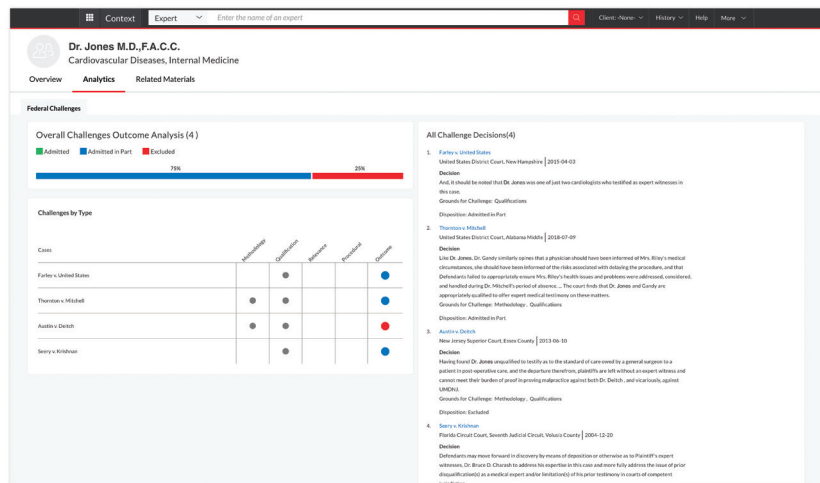 Context Expert Enter the name of an expert Client: -None- History Help More
Dr. Jones M.D.,F.A.C.C.
Cardiovascular Diseases, Internal Medicine
Overview Analytics Related Materials
Federal Challenges
Overall Challenges Outcome Analysis (4 )
Admitted Admitted in Part Excluded
75% 25%
Challenges by Type
Cases Methodology Qualification Relevance Procedural Outcome
Farley v. United States
Thornton v. Mitchell
Austin v. Deitch
Seery v. Krishnan
All Challenge Decisions(4)
1. Farley v. United States
United States District Court, New Hampshire | 2015-04-03
Decision
And, it should be noted that Dr. Jones was one of just two cardiologists who testified as expert witnesses in
this case.
Grounds for Challenge: Qualifications
Disposition: Admitted in Part
2. Thornton v. Mitchell
United States District Court, Alabama Middle | 2018-07-09
Decision
Like Dr. Jones, Dr. Gandy similarly opines that a physician should have been informed of Mrs. Riley's medical
circumstances, she should have been informed of the risks associated with delaying the procedure, and that
Defendants failed to appropriately ensure Mrs. Riley's health issues and problems were addressed, considered,
and handled during Dr. Mitchell's period of absence. ... The court finds that Dr. Jones and Gandy are
appropriately qualified to offer expert medical testimony on these matters.
Grounds for Challenge: Methodology , Qualifications
Disposition: Admitted in Part
3. Austin v. Deitch
New Jersey Superior Court, Essex County | 2013-06-10
Decision
Having found Dr. Jones unqualified to testify as to the standard of care owed by a general surgeon to a
patient in post-operative care, and the departure therefrom, plaintiffs are left without an expert witness and
cannot meet their burden of proof in proving malpractice against both Dr. Deitch , and vicariously, against
UMDNJ.
Grounds for Challenge: Methodology , Qualifications
Disposition: Excluded
4. Seery v. Krishnan
Florida Circuit Court, Seventh Judicial Circuit, Volusia County | 2004-12-20
Decision
Defendants may move forward in discovery by means of deposition or otherwise as to Plaintiff's expert
witnesses, Dr. Bruce D. Charash to address his expertise in this case and more fully address the issue of prior
disqualification(s) as a medical expert and/or limitation(s) of his prior testimony in courts of competent